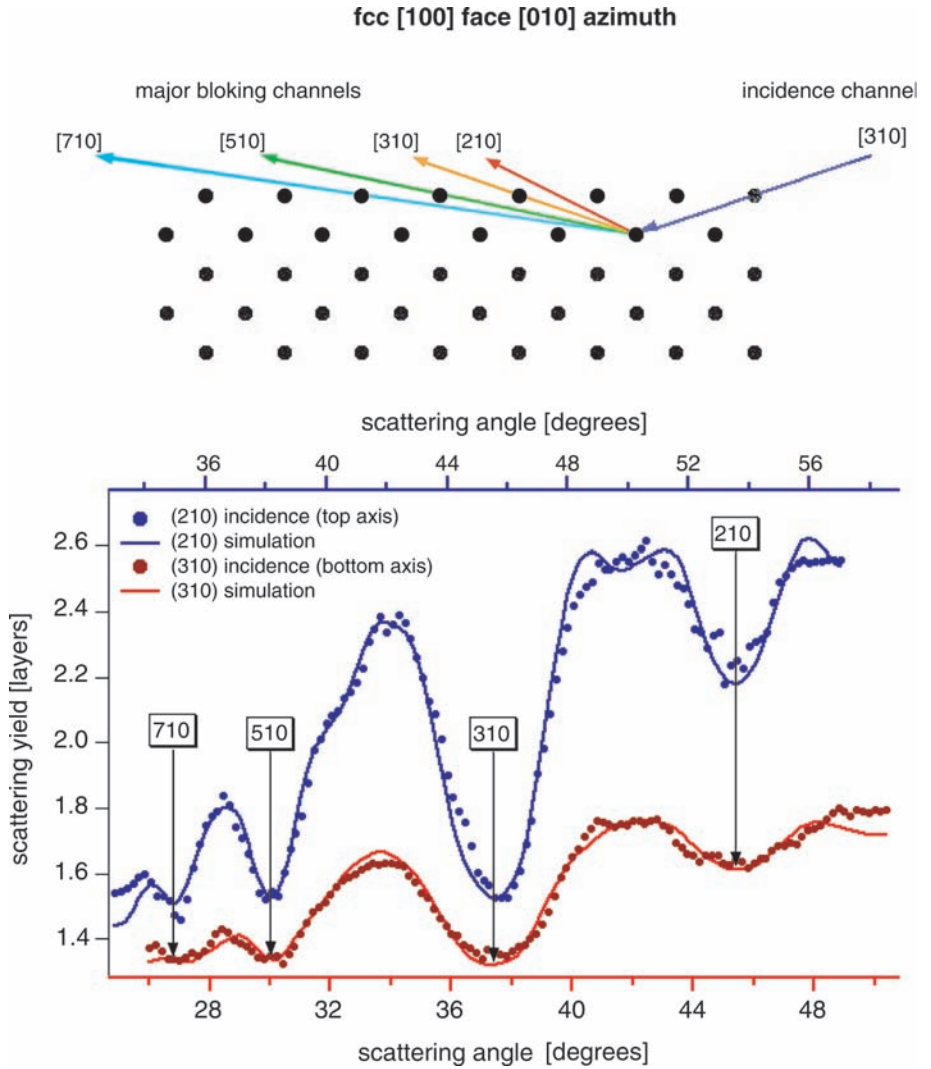 fcc [100] face [010] azimuth
major bloking channels
incidence channel
[710]
[510]
[310]
[210]
[310]
scattering angle [degrees]
36 40 44 48 52 56
(210) incidence (top axis)
(210) simulation
(310) incidence (bottom axis)
(310) simulation
210
710
510
310
2.6
2.4
2.2
2.0
1.8
1.6
1.4
scattering yield [layers]
28 32 36 40 44 48
scattering angle [degrees]